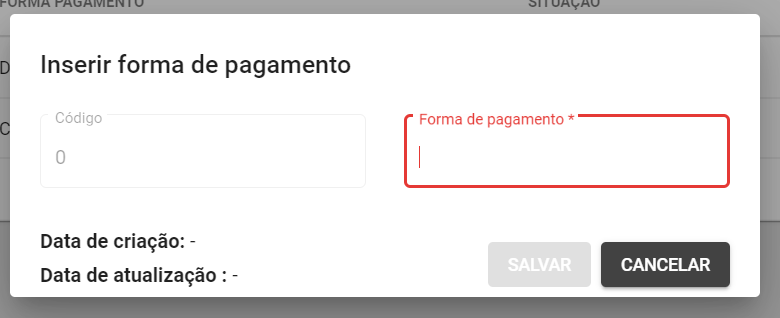 FORMA PAGAMENTO SITUAÇÃO
Inserir forma de pagamento
Código Forma de pagamento *
0
Data de criação: -
SALVAR CANCELAR
Data de atualização : -